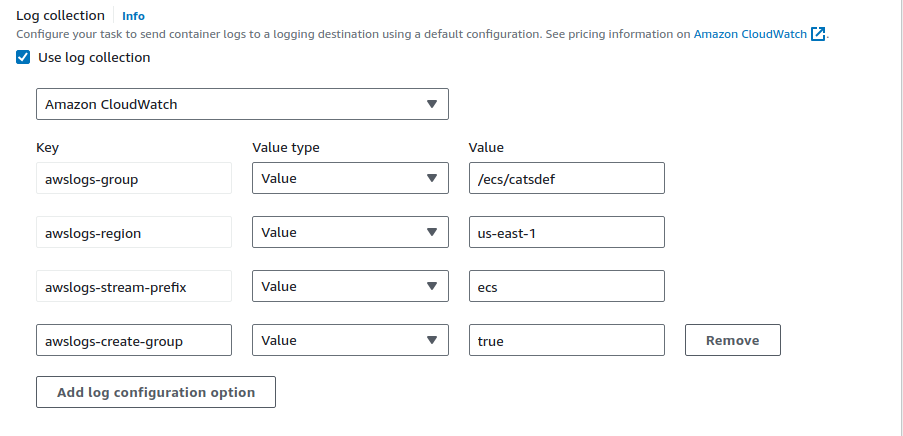 Log collection Info
Configure your task to send container logs to a logging destination using a default configuration. See pricing information on Amazon CloudWatch.
Use log collection
Amazon CloudWatch
Key Value type Value
awslogs-group Value /ecs/catsdef
awslogs-region Value us-east-1
awslogs-stream-prefix Value ecs
awslogs-create-group Value true Remove
Add log configuration option